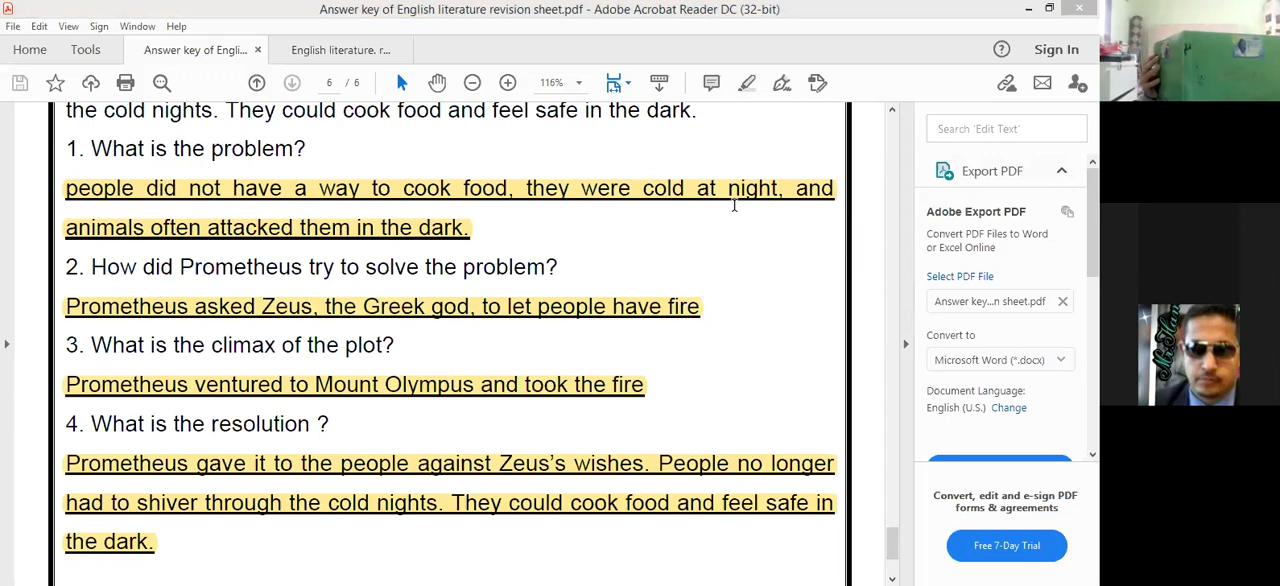 Answer key of English literature revision sheet.pdf - Adobe Acrobat Reader DC (32-bit)
File Edit View Sign Window Help
Home Tools Answer key of Engli... × English literature. r... Sign In
6 / 6 116%
the cold nights. They could cook food and feel safe in the dark.
1. What is the problem?
people did not have a way to cook food, they were cold at night, and
animals often attacked them in the dark.
2. How did Prometheus try to solve the problem?
Prometheus asked Zeus, the Greek god, to let people have fire
3. What is the climax of the plot?
Prometheus ventured to Mount Olympus and took the fire
4. What is the resolution ?
Prometheus gave it to the people against Zeus’s wishes. People no longer
had to shiver through the cold nights. They could cook food and feel safe in
the dark.
Search 'Edit Text'
Export PDF
Adobe Export PDF
Convert PDF Files to Word
or Excel Online
Select PDF File
Answer key...n sheet.pdf
Convert to
Microsoft Word (*.docx)
Document Language:
English (U.S.) Change
Convert, edit and e-sign PDF
forms & agreements
Free 7-Day Trial